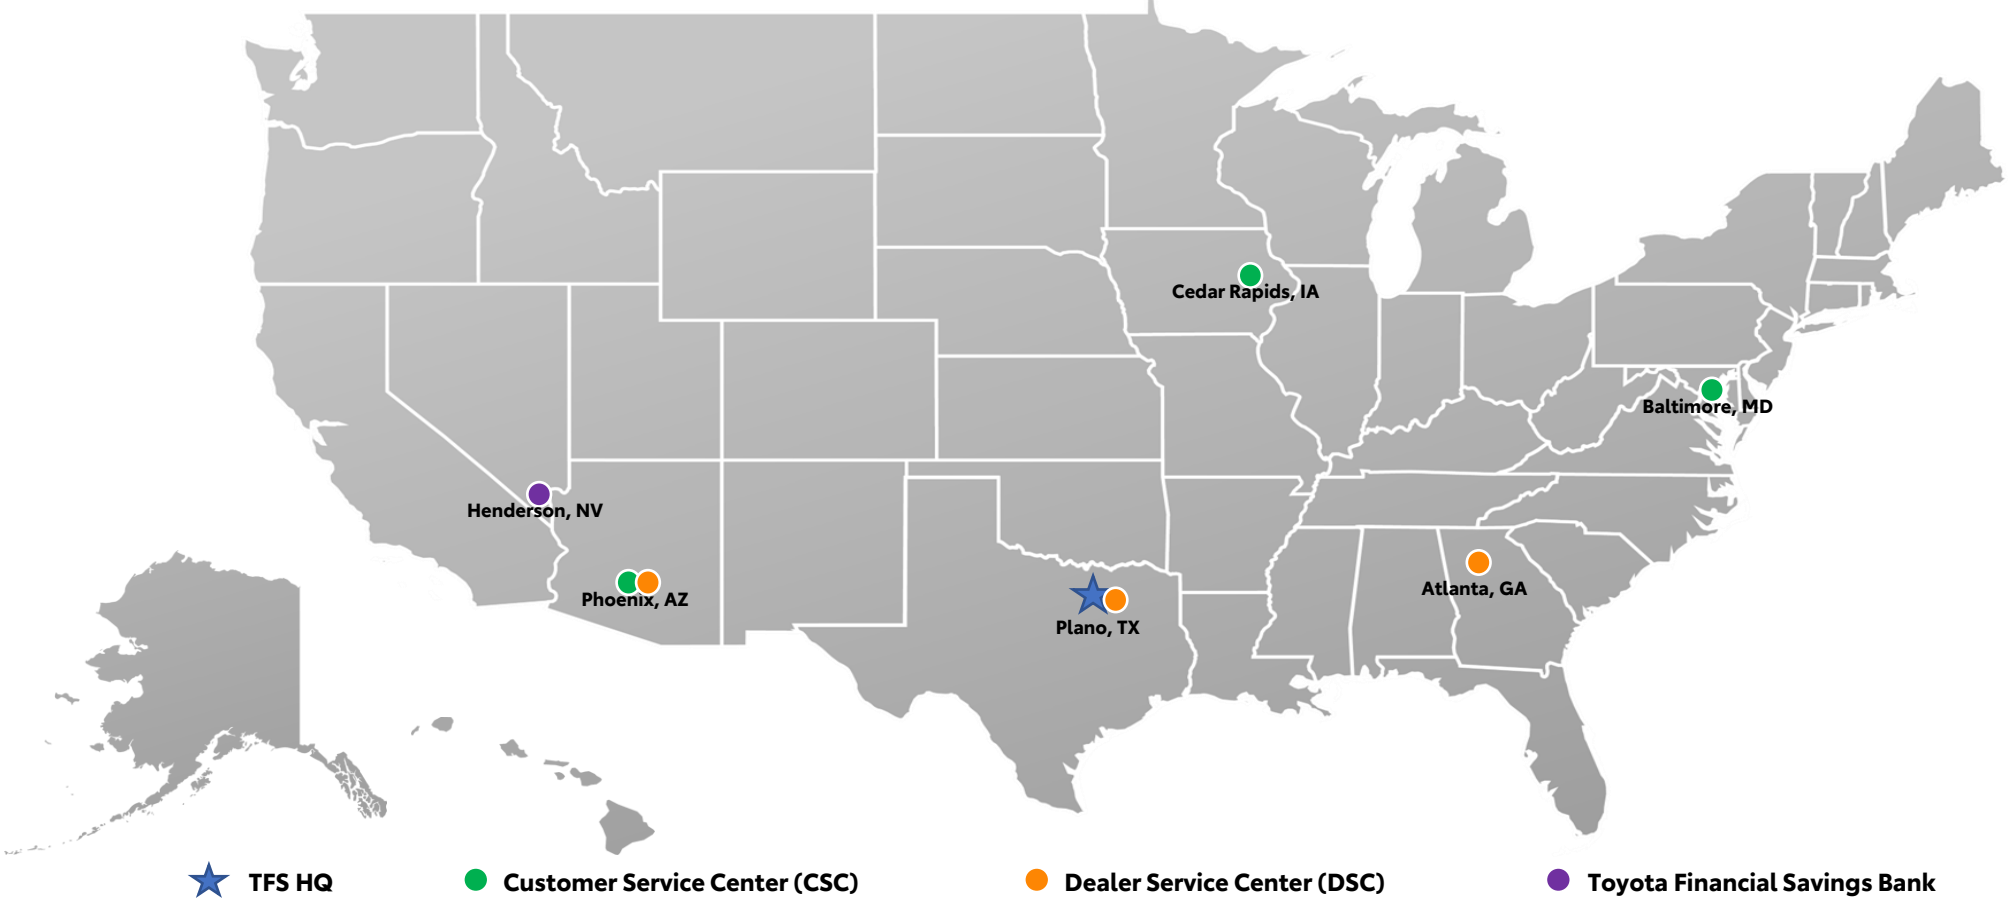 Cedar Rapids, IA
Baltimore, MD
Henderson, NV
Phoenix, AZ
Atlanta, GA
Plano, TX
TFS HQ
Customer Service Center (CSC)
Dealer Service Center (DSC)
Toyota Financial Savings Bank